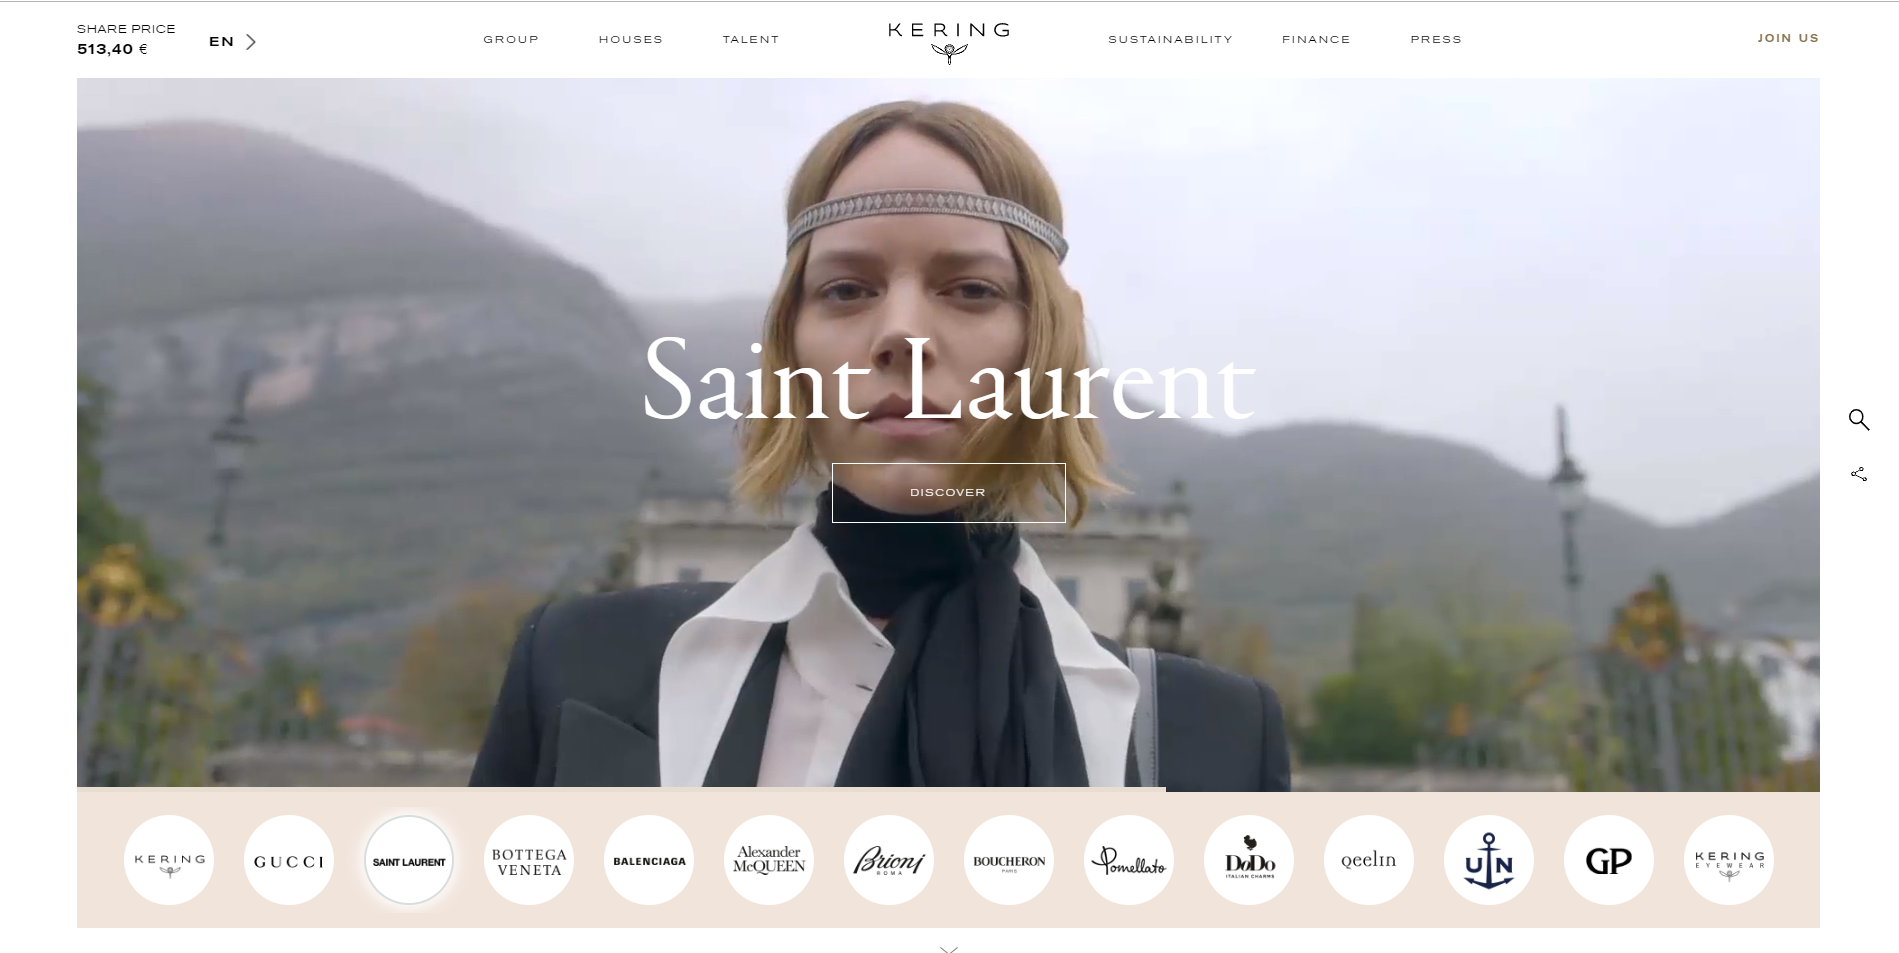 SHARE PRICE
513,40 €
EN
GROUP
HOUSES
TALENT
KERING
SUSTAINABILITY
FINANCE
PRESS
JOIN US
Saint Laurent
DISCOVER
KERING
GUCCI
SAINT LAURENT
BOTTEGA
VENETA
BALENCIAGA
Alexander
McQUEEN
Brioni
ROMA
BOUCHERON
PARIS
Pomellato
DoDo
ITALIAN CHARMS
qeelin
UN
GP
KERING
EYEWEAR